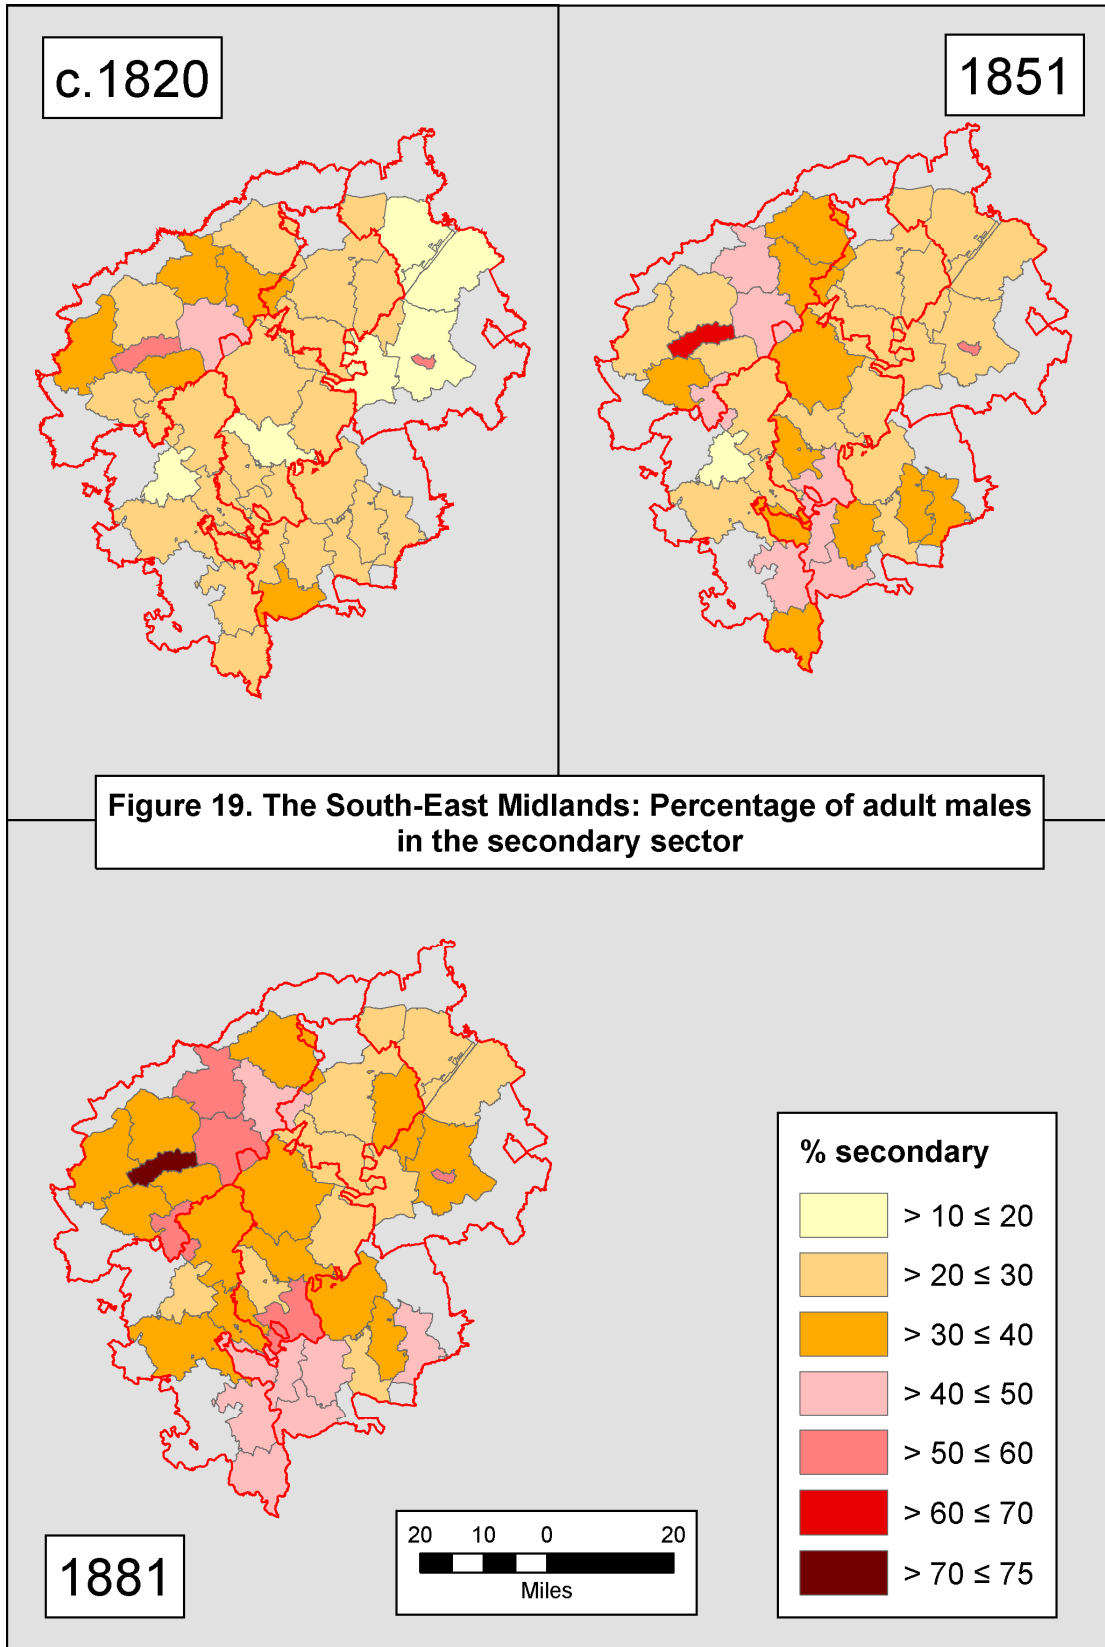 c.1820
1851
Figure 19. The South-East Midlands: Percentage of adult males
in the secondary sector
% secondary
> 10 ≤ 20
> 20 ≤ 30
> 30 ≤ 40
> 40 ≤ 50
> 50 ≤ 60
> 60 ≤ 70
> 70 ≤ 75
20 10 0 20
Miles
1881